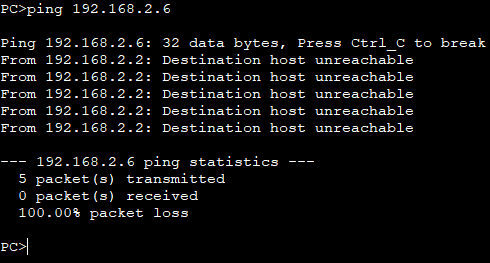 PC>ping 192.168.2.6
Ping 192.168.2.6: 32 data bytes, Press Ctrl_C to break
From 192.168.2.2: Destination host unreachable
From 192.168.2.2: Destination host unreachable
From 192.168.2.2: Destination host unreachable
From 192.168.2.2: Destination host unreachable
From 192.168.2.2: Destination host unreachable
--- 192.168.2.6 ping statistics ---
5 packet(s) transmitted
0 packet(s) received
100.00% packet loss
PC>